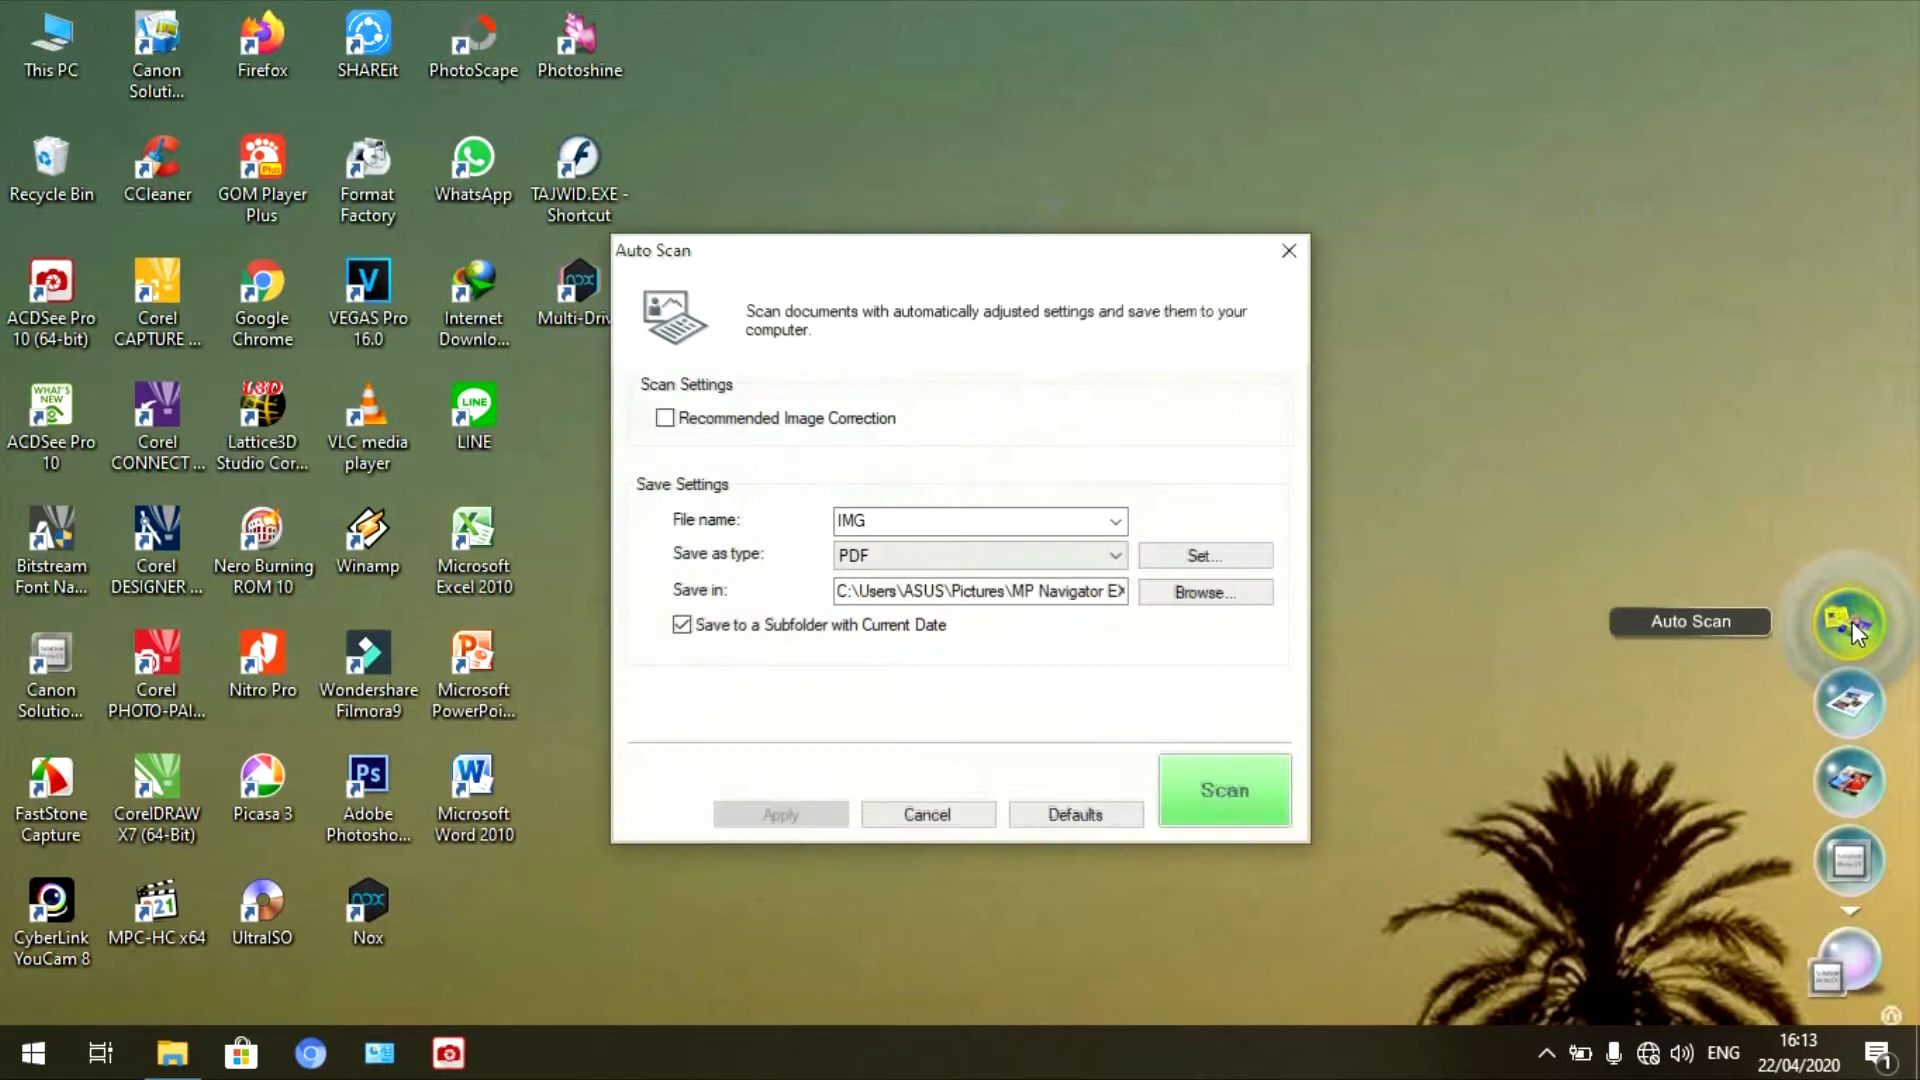 This PC
Canon
Soluti...
Firefox
SHAREit
PhotoScape
Photoshine
Recycle Bin
CCleaner
GOM Player
Plus
Format
Factory
WhatsApp
TAJWID.EXE -
Shortcut
ACDSee Pro
10 (64-bit)
Corel
CAPTURE ...
Google
Chrome
VEGAS Pro
16.0
Internet
Downlo...
Multi-Driv
ACDSee Pro
10
Corel
CONNECT ...
Lattice3D
Studio Cor...
VLC media
player
LINE
Bitstream
Font Na...
Corel
DESIGNER ...
Nero Burning
ROM 10
Winamp
Microsoft
Excel 2010
Canon
Solutio...
Corel
PHOTO-PAI...
Nitro Pro
Wondershare
Filmora9
Microsoft
PowerPoi...
FastStone
Capture
CorelDRAW
X7 (64-Bit)
Picasa 3
Adobe
Photosho...
Microsoft
Word 2010
CyberLink
YouCam 8
MPC-HC x64
UltraISO
Nox
Auto Scan
Scan documents with automatically adjusted settings and save them to your
computer.
Scan Settings
Recommended Image Correction
Save Settings
File name:
IMG
Save as type:
PDF
Set...
Save in:
C:\Users\ASUS\Pictures\MP Navigator EX
Browse...
Save to a Subfolder with Current Date
Apply
Cancel
Defaults
Scan
Auto Scan
ENG
16:13
22/04/2020
1